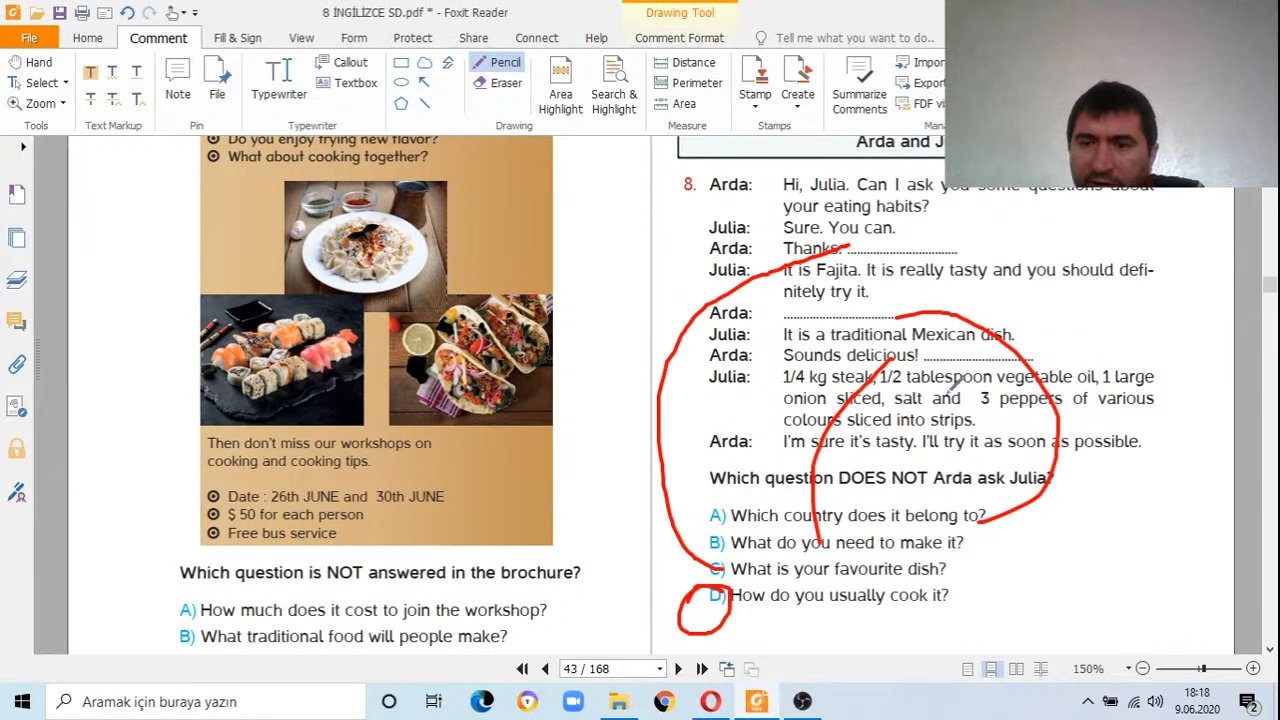 8 İNGİLİZCE SD.pdf * - Foxit Reader
Drawing Tool
File
Home
Comment
Fill & Sign
View
Form
Protect
Share
Connect
Help
Comment Format
Tell me what you want to do..
Hand
Select
Zoom
Tools
Text Markup
Note
File
Pin
Typewriter
Callout
Textbox
Typewriter
Pencil
Eraser
Drawing
Area
Highlight
Search &
Highlight
Distance
Perimeter
Area
Measure
Stamp
Create
Stamps
Summarize
Comments
Impor
Export
FDF vi
Man
Do you enjoy frying new flavor?
What about cooking together?
Then don't miss our workshops on
cooking and cooking tips.
Date : 26th JUNE and 30th JUNE
$ 50 for each person
Free bus service
Which question is NOT answered in the brochure?
A) How much does it cost to join the workshop?
B) What traditional food will people make?
Arda and Ju
8. Arda: Hi, Julia. Can I ask you some questions about
your eating habits?
Julia: Sure. You can.
Arda: Thanks. ..................................
Julia: It is Fajita. It is really tasty and you should defi-
nitely try it.
Arda: ..................................
Julia: It is a traditional Mexican dish.
Arda: Sounds delicious! ..................................
Julia: 1/4 kg steak, 1/2 tablespoon vegetable oil, 1 large
onion sliced, salt and 3 peppers of various
colours sliced into strips.
Arda: I'm sure it's tasty. I'll try it as soon as possible.
Which question DOES NOT Arda ask Julia?
A) Which country does it belong to?
B) What do you need to make it?
C) What is your favourite dish?
D) How do you usually cook it?
43 / 168
150%
Aramak için buraya yazın
18:18
9.06.2020
2